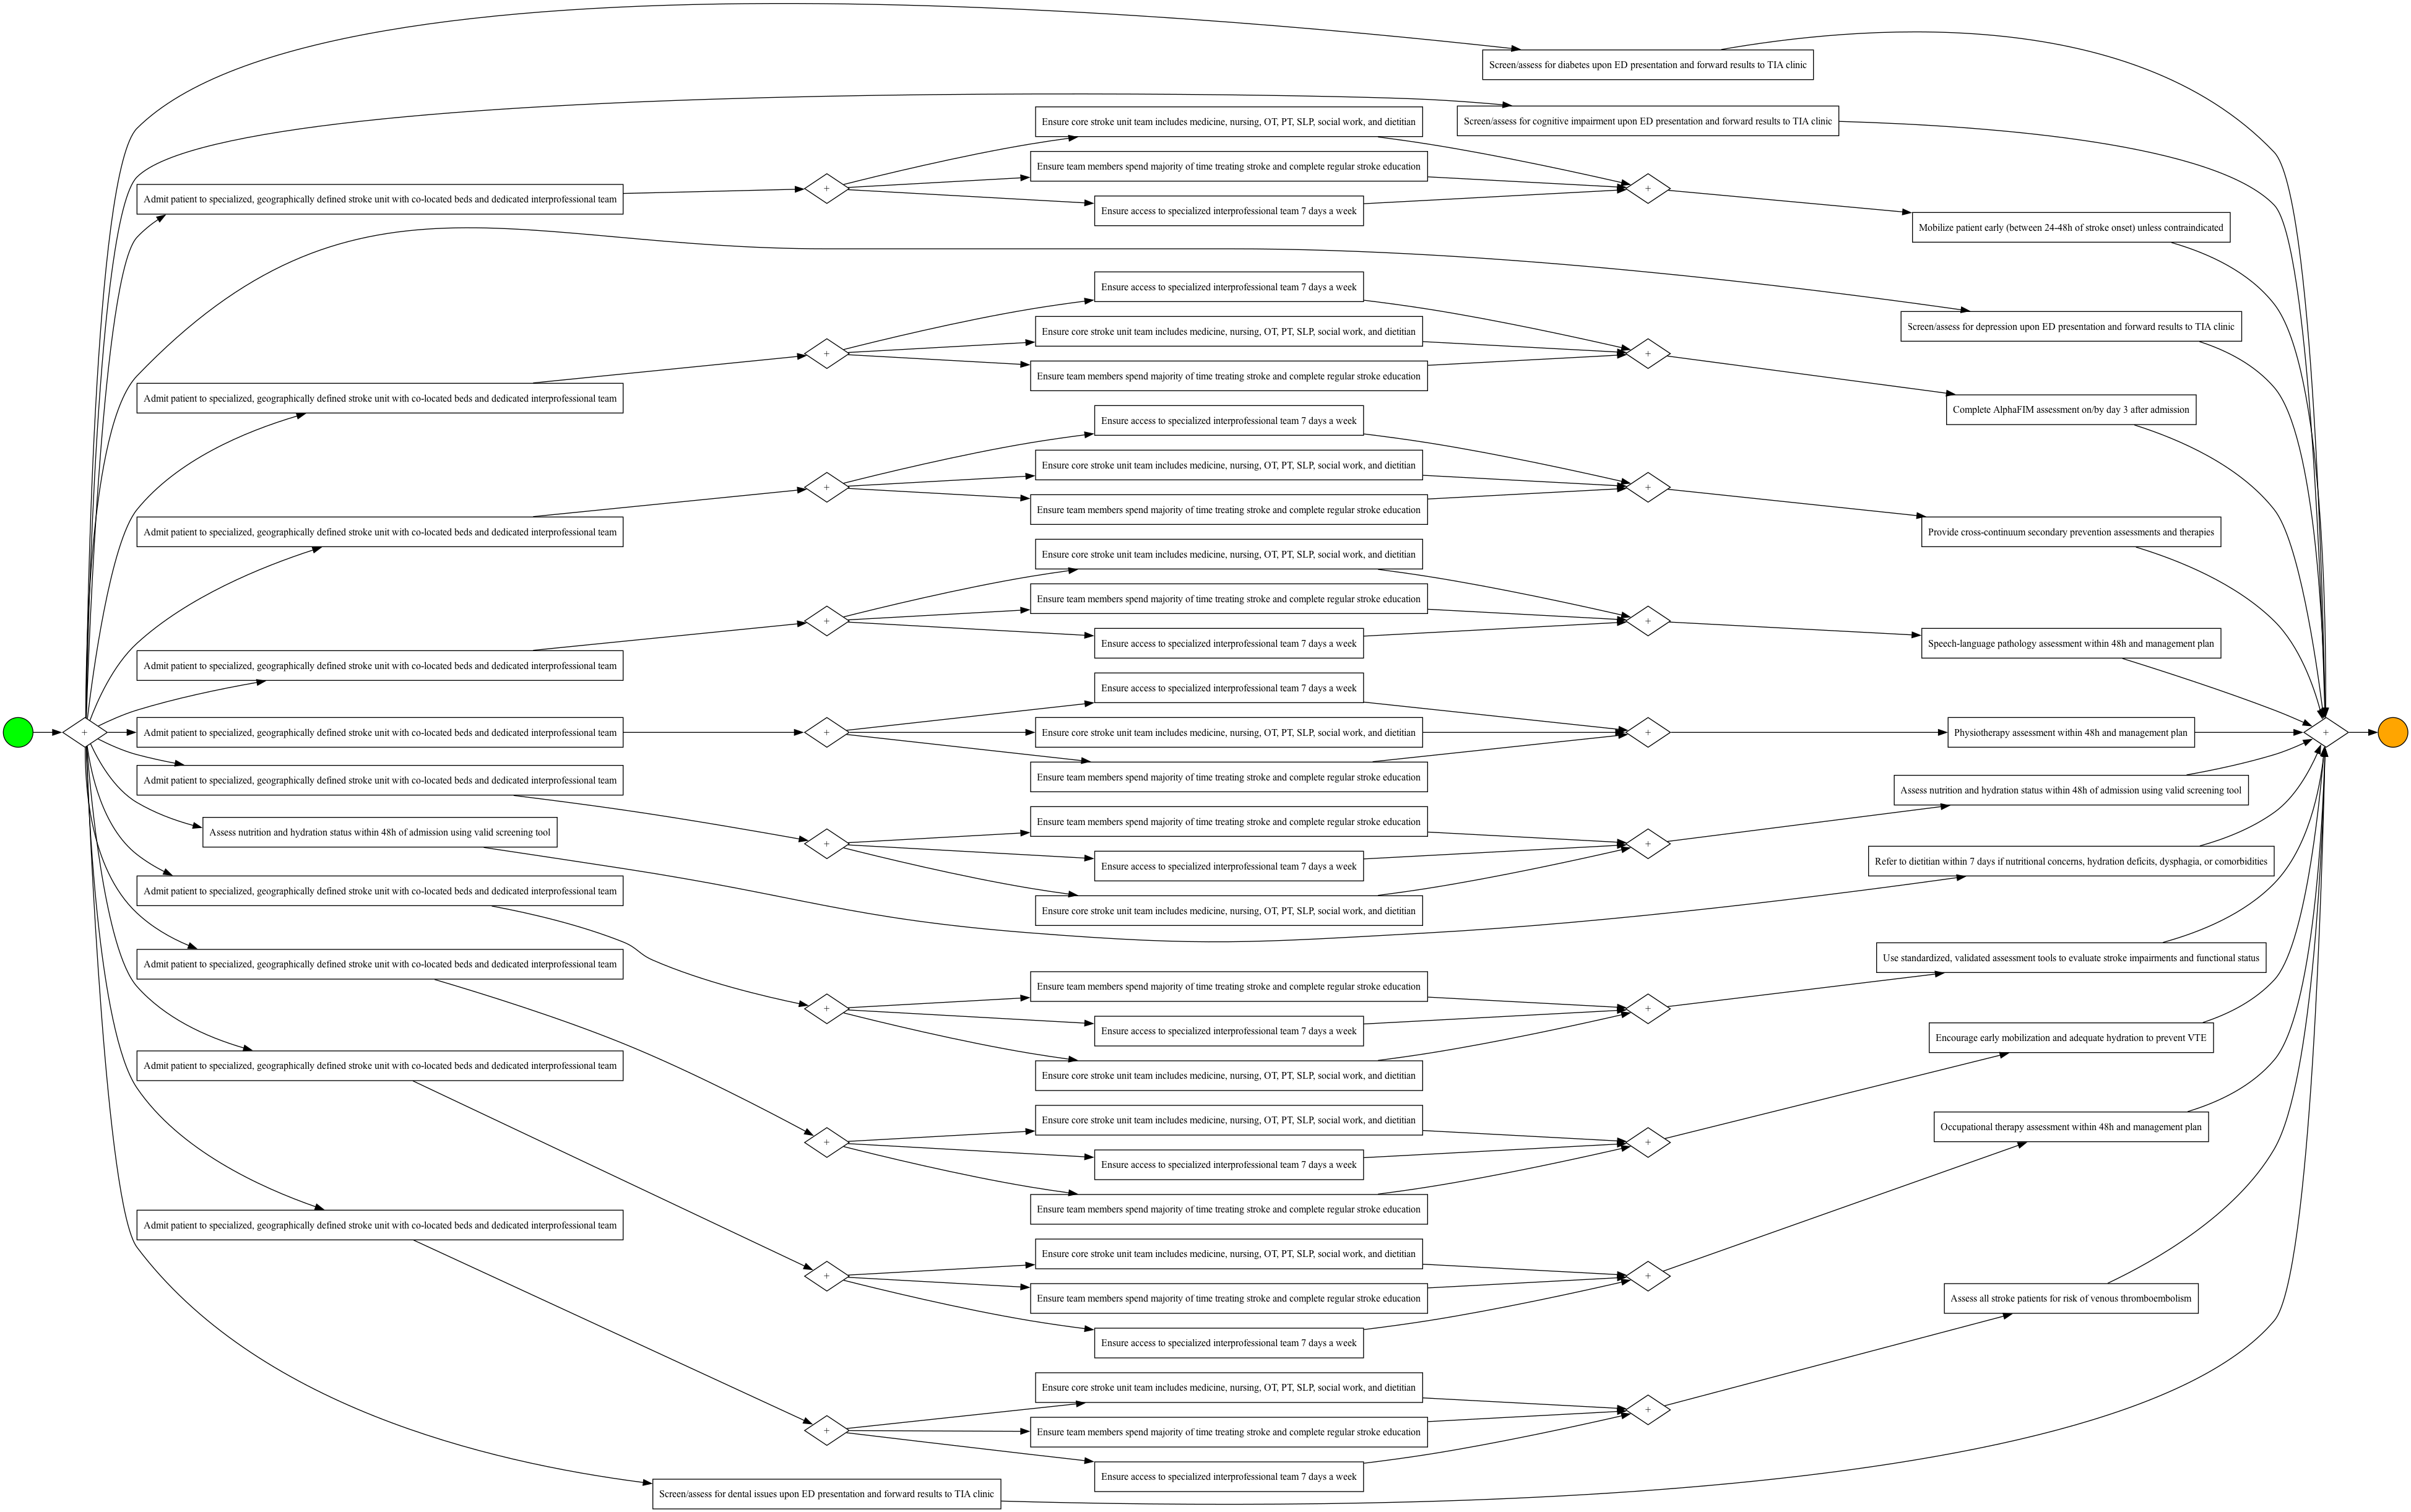 Screen/assess for diabetes upon ED presentation and forward results to TIA clinic
Ensure core stroke unit team includes medicine, nursing, OT, PT, SLP, social work, and dietitian
Screen/assess for cognitive impairment upon ED presentation and forward results to TIA clinic
Ensure team members spend majority of time treating stroke and complete regular stroke education
Admit patient to specialized, geographically defined stroke unit with co-located beds and dedicated interprofessional team
+
+
Ensure access to specialized interprofessional team 7 days a week
Mobilize patient early (between 24-48h of stroke onset) unless contraindicated
Ensure access to specialized interprofessional team 7 days a week
Screen/assess for depression upon ED presentation and forward results to TIA clinic
Ensure core stroke unit team includes medicine, nursing, OT, PT, SLP, social work, and dietitian
+
+
Ensure team members spend majority of time treating stroke and complete regular stroke education
Admit patient to specialized, geographically defined stroke unit with co-located beds and dedicated interprofessional team
Complete AlphaFIM assessment on/by day 3 after admission
Ensure access to specialized interprofessional team 7 days a week
Ensure core stroke unit team includes medicine, nursing, OT, PT, SLP, social work, and dietitian
+
+
Ensure team members spend majority of time treating stroke and complete regular stroke education
Admit patient to specialized, geographically defined stroke unit with co-located beds and dedicated interprofessional team
Provide cross-continuum secondary prevention assessments and therapies
Ensure core stroke unit team includes medicine, nursing, OT, PT, SLP, social work, and dietitian
Ensure team members spend majority of time treating stroke and complete regular stroke education
+
+
Ensure access to specialized interprofessional team 7 days a week
Speech-language pathology assessment within 48h and management plan
Admit patient to specialized, geographically defined stroke unit with co-located beds and dedicated interprofessional team
Ensure access to specialized interprofessional team 7 days a week
+
Admit patient to specialized, geographically defined stroke unit with co-located beds and dedicated interprofessional team
+
Ensure core stroke unit team includes medicine, nursing, OT, PT, SLP, social work, and dietitian
+
Physiotherapy assessment within 48h and management plan
+
Ensure team members spend majority of time treating stroke and complete regular stroke education
Admit patient to specialized, geographically defined stroke unit with co-located beds and dedicated interprofessional team
Assess nutrition and hydration status within 48h of admission using valid screening tool
Ensure team members spend majority of time treating stroke and complete regular stroke education
Assess nutrition and hydration status within 48h of admission using valid screening tool
+
+
Refer to dietitian within 7 days if nutritional concerns, hydration deficits, dysphagia, or comorbidities
Ensure access to specialized interprofessional team 7 days a week
Admit patient to specialized, geographically defined stroke unit with co-located beds and dedicated interprofessional team
Ensure core stroke unit team includes medicine, nursing, OT, PT, SLP, social work, and dietitian
Use standardized, validated assessment tools to evaluate stroke impairments and functional status
Admit patient to specialized, geographically defined stroke unit with co-located beds and dedicated interprofessional team
Ensure team members spend majority of time treating stroke and complete regular stroke education
+
+
Ensure access to specialized interprofessional team 7 days a week
Encourage early mobilization and adequate hydration to prevent VTE
Admit patient to specialized, geographically defined stroke unit with co-located beds and dedicated interprofessional team
Ensure core stroke unit team includes medicine, nursing, OT, PT, SLP, social work, and dietitian
Ensure core stroke unit team includes medicine, nursing, OT, PT, SLP, social work, and dietitian
Occupational therapy assessment within 48h and management plan
+
+
Ensure access to specialized interprofessional team 7 days a week
Ensure team members spend majority of time treating stroke and complete regular stroke education
Admit patient to specialized, geographically defined stroke unit with co-located beds and dedicated interprofessional team
Ensure core stroke unit team includes medicine, nursing, OT, PT, SLP, social work, and dietitian
+
+
Ensure team members spend majority of time treating stroke and complete regular stroke education
Assess all stroke patients for risk of venous thromboembolism
Ensure access to specialized interprofessional team 7 days a week
Ensure core stroke unit team includes medicine, nursing, OT, PT, SLP, social work, and dietitian
+
+
Ensure team members spend majority of time treating stroke and complete regular stroke education
Ensure access to specialized interprofessional team 7 days a week
Screen/assess for dental issues upon ED presentation and forward results to TIA clinic